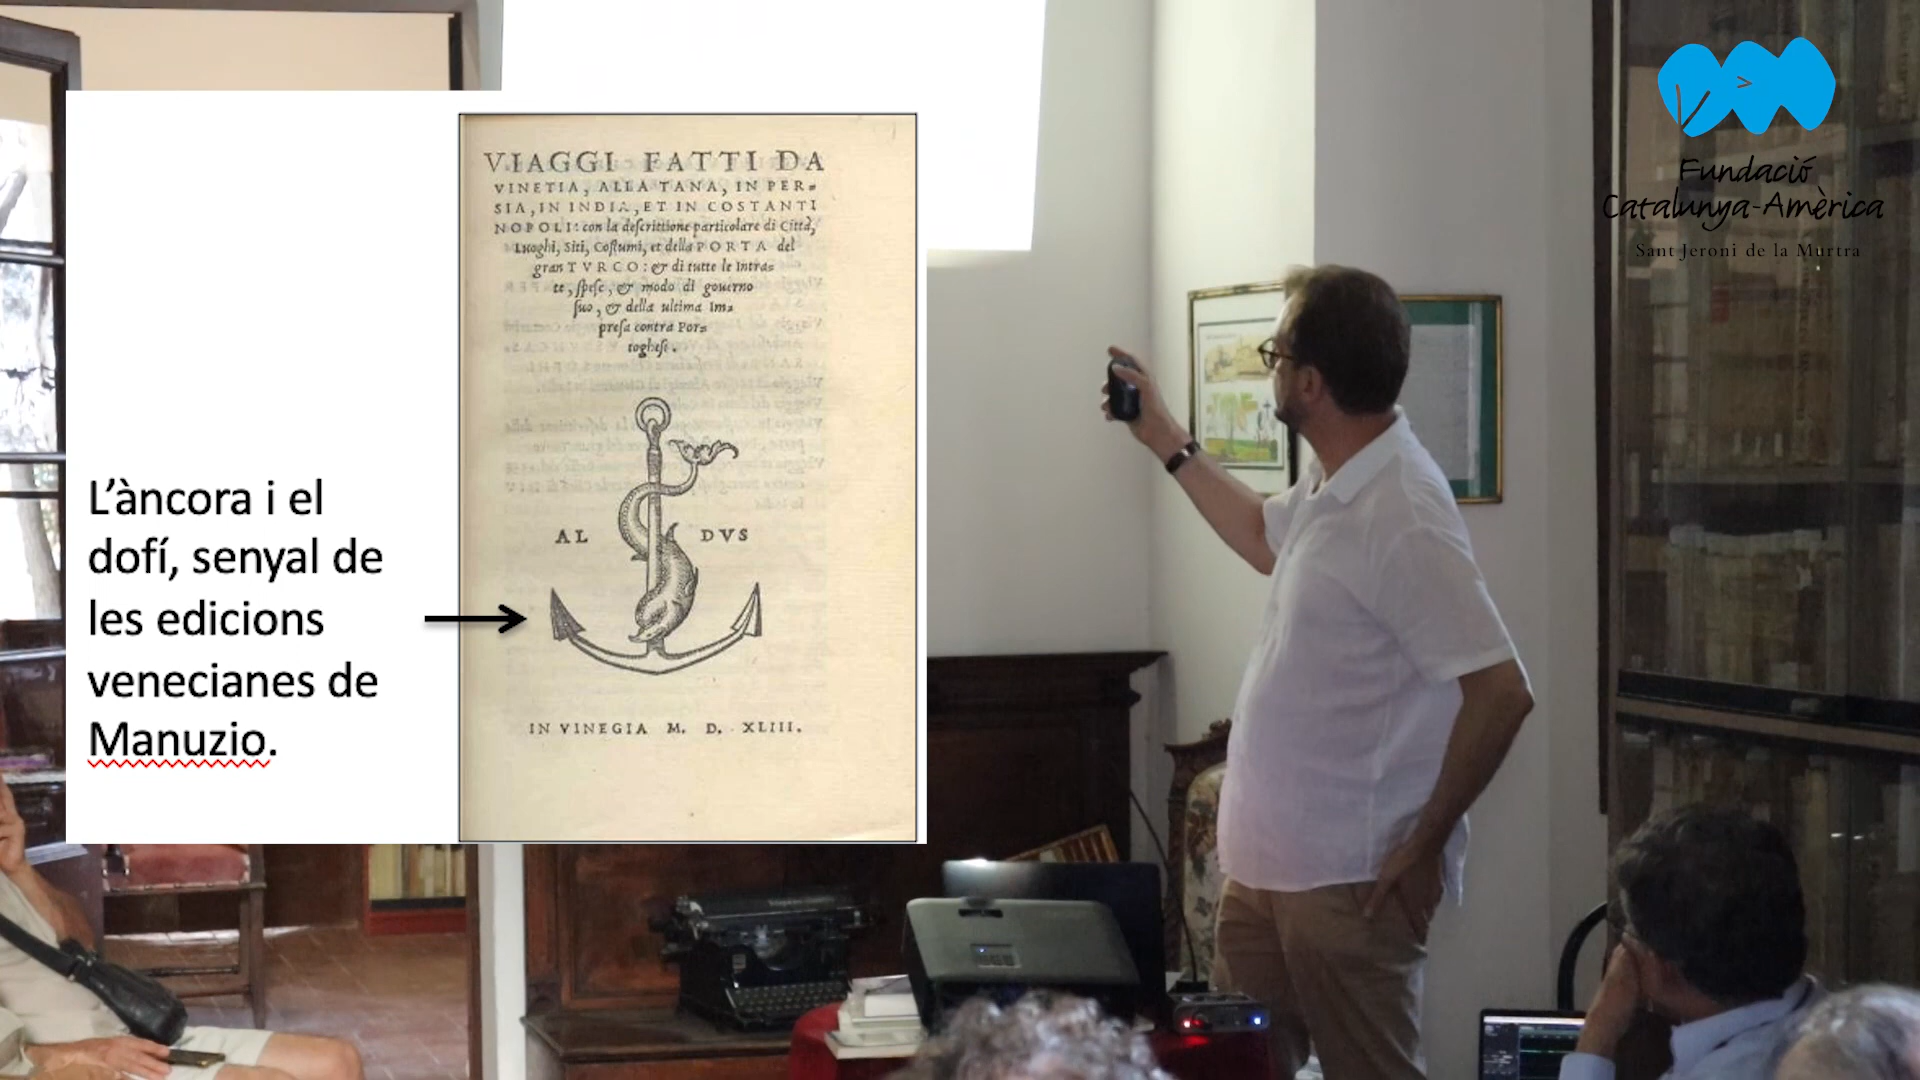 L’àncora i el
dofí, senyal de
les edicions
venecianes de
Manuzio.
VIAGGI FATTI DA
VINETIA, ALLA TANA, IN PER=
SIA, IN INDIA, ET IN COSTANTI
NOPOLI: con la descrittione particolare di Città,
Luoghi, Siti, Costumi, et della PORTA del
gran TVRCO: & di tutte le Intra=
te, spese, & modo di gouerno
suo, & della ultima Im=
presa contra Por=
toghesi.
AL DVS
IN VINEGIA M. D. XLIII.
Fundació
Catalunya-Amèrica
Sant Jeroni de la Murtra